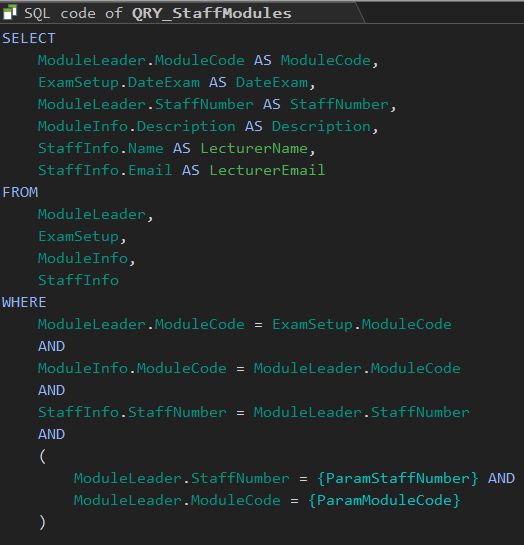 SQL code of QRY_StaffModules
SELECT
ModuleLeader.ModuleCode AS ModuleCode,
ExamSetup.DateExam AS DateExam,
ModuleLeader.StaffNumber AS StaffNumber,
ModuleInfo.Description AS Description,
StaffInfo.Name AS LecturerName,
StaffInfo.Email AS LecturerEmail
FROM
ModuleLeader,
ExamSetup,
ModuleInfo,
StaffInfo
WHERE
ModuleLeader.ModuleCode = ExamSetup.ModuleCode
AND
ModuleInfo.ModuleCode = ModuleLeader.ModuleCode
AND
StaffInfo.StaffNumber = ModuleLeader.StaffNumber
AND
(
ModuleLeader.StaffNumber = {ParamStaffNumber} AND
ModuleLeader.ModuleCode = {ParamModuleCode}
)